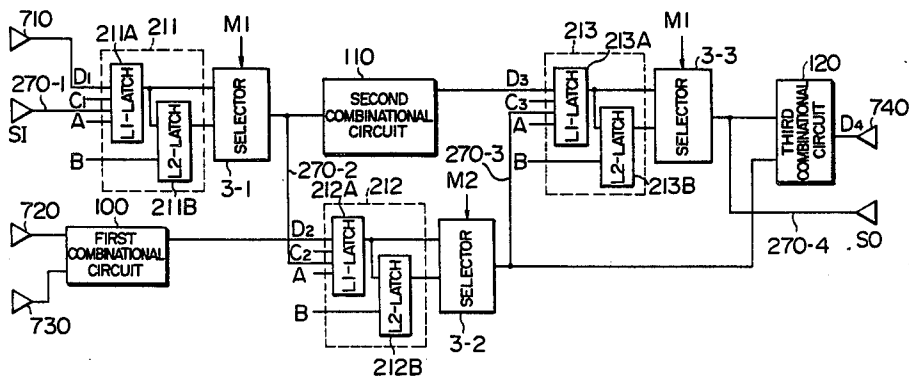 710
211A
211
M1
270-1
D1
C1
A
SI
L1-LATCH
L2-LATCH
SELECTOR
B
211B
3-1
110
SECOND
COMBINATIONAL
CIRCUIT
270-2
213
213A
M1
3-3
D3
C3
A
L1-LATCH
L2-LATCH
SELECTOR
B
213B
270-3
120
THIRD
COMBINATIONAL
CIRCUIT
740
D4
270-4
SO
720
100
FIRST
COMBINATIONAL
CIRCUIT
730
212A
212
M2
D2
C2
A
L1-LATCH
L2-LATCH
SELECTOR
B
212B
3-2